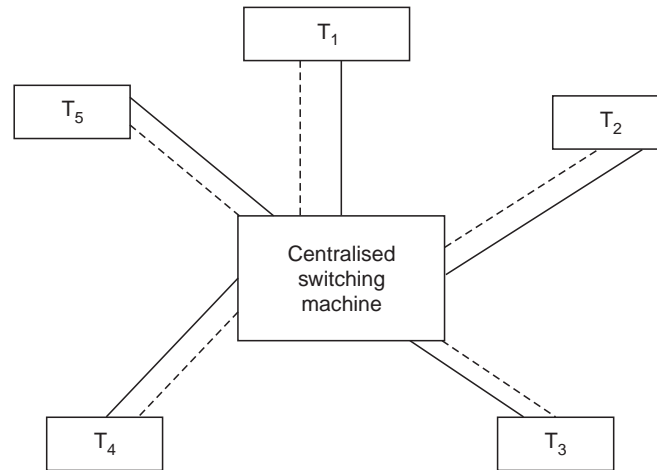 T₁
T₅
T₂
Centralised
switching
machine
T₄
T₃